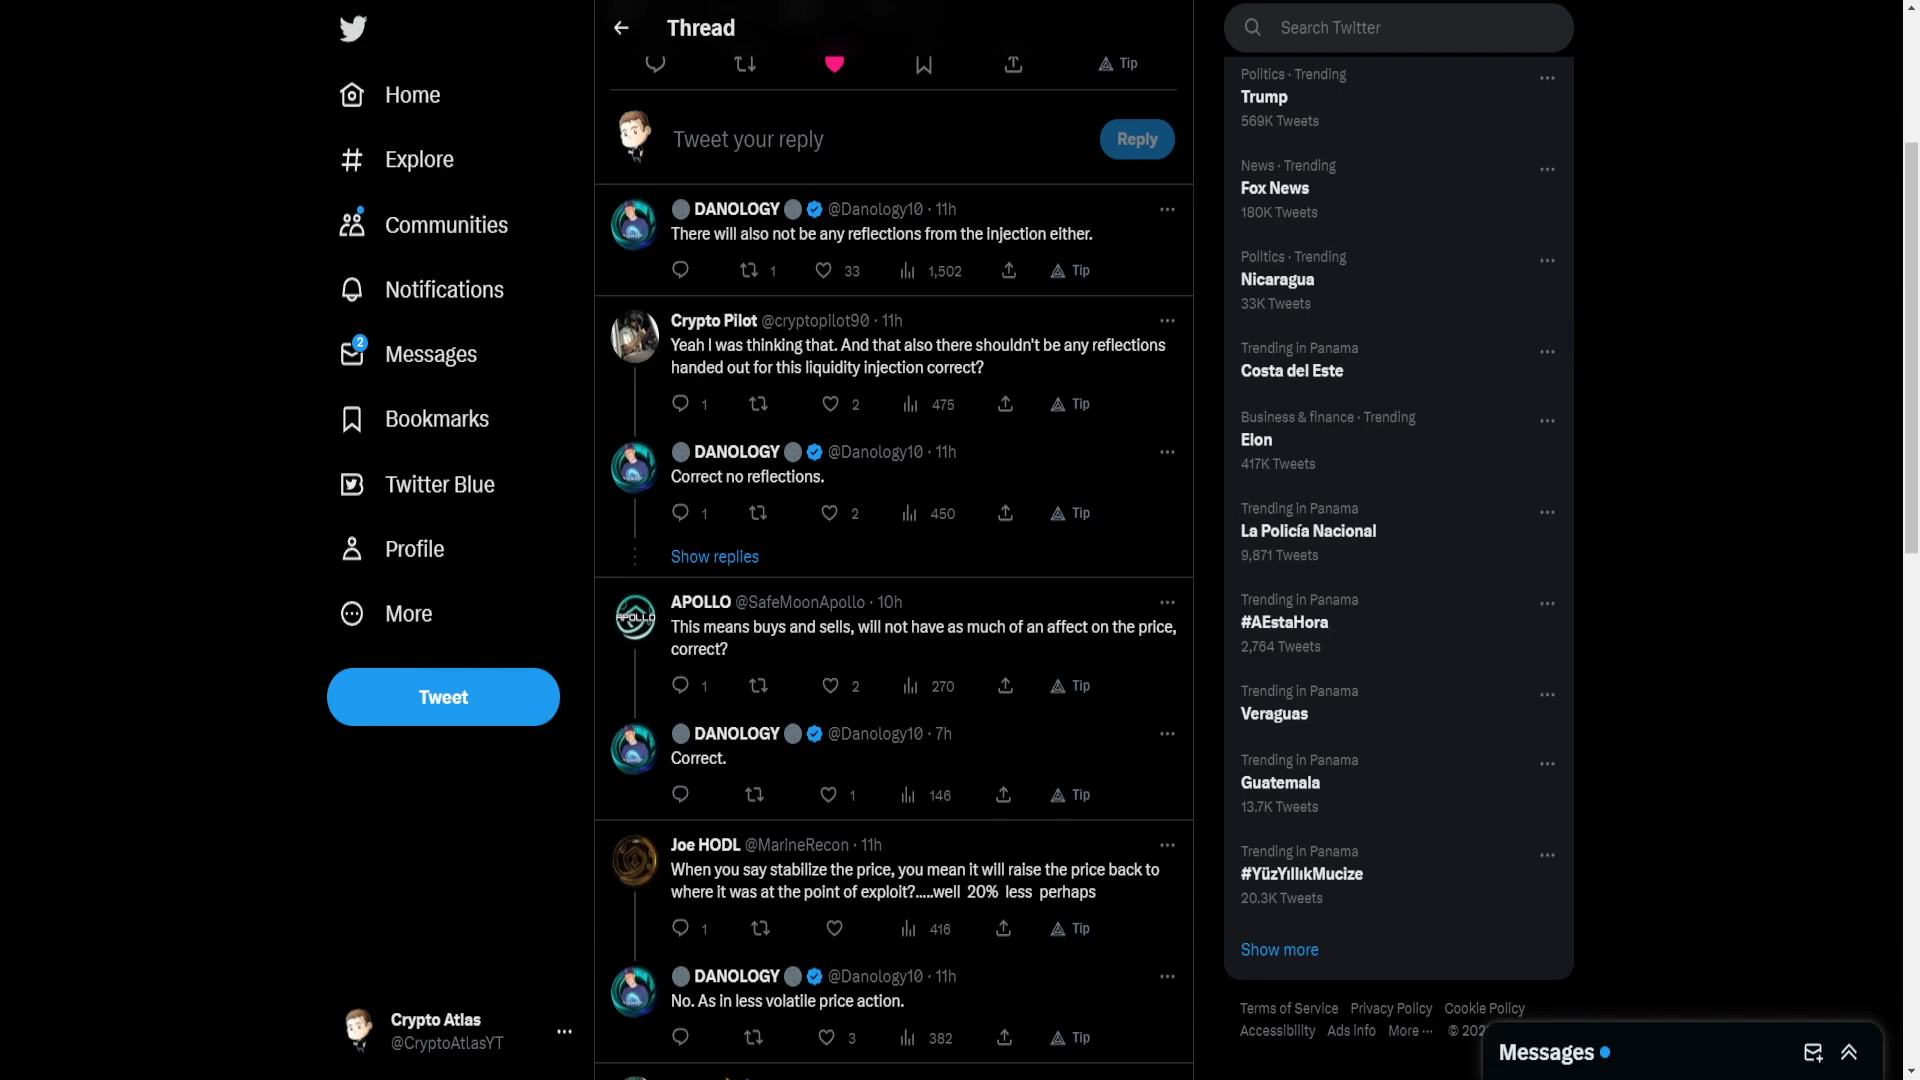 Home
Explore
Communities
Notifications
2
Messages
Bookmarks
Twitter Blue
Profile
More
Tweet
Crypto Atlas
@CryptoAtlasYT
Thread
Tip
Tweet your reply
Reply
DANOLOGY @Danology10 · 11h
There will also not be any reflections from the injection either.
1 33 1,502 Tip
Crypto Pilot @cryptopilot90 · 11h
Yeah I was thinking that. And that also there shouldn't be any reflections
handed out for this liquidity injection correct?
1 2 475 Tip
DANOLOGY @Danology10 · 11h
Correct no reflections.
1 2 450 Tip
Show replies
APOLLO
APOLLO @SafeMoonApollo · 10h
This means buys and sells, will not have as much of an affect on the price,
correct?
1 2 270 Tip
DANOLOGY @Danology10 · 7h
Correct.
1 146 Tip
Joe HODL @MarineRecon · 11h
When you say stabilize the price, you mean it will raise the price back to
where it was at the point of exploit?.....well 20% less perhaps
1 416 Tip
DANOLOGY @Danology10 · 11h
No. As in less volatile price action.
3 382 Tip
Search Twitter
Politics · Trending
Trump
569K Tweets
News · Trending
Fox News
180K Tweets
Politics · Trending
Nicaragua
33K Tweets
Trending in Panama
Costa del Este
Business & finance · Trending
Elon
417K Tweets
Trending in Panama
La Policía Nacional
9,871 Tweets
Trending in Panama
#AEstaHora
2,764 Tweets
Trending in Panama
Veraguas
Trending in Panama
Guatemala
13.7K Tweets
Trending in Panama
#YüzYıllıkMucize
20.3K Tweets
Show more
Terms of Service Privacy Policy Cookie Policy
Accessibility Ads info More ··· ©
Messages